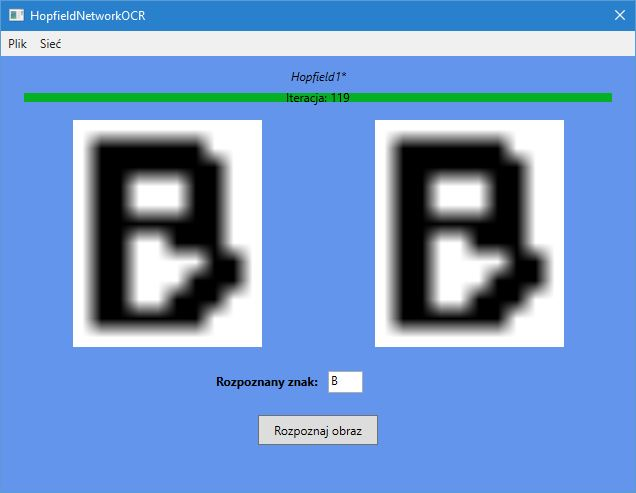 HopfieldNetworkOCR
Plik Sieć
Hopfield1*
Iteracja: 119
B B
Rozpoznany znak: B
Rozpoznaj obraz